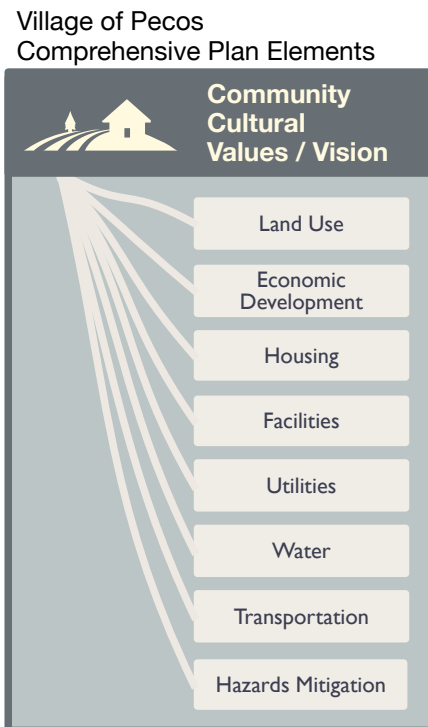 Village of Pecos
Comprehensive Plan Elements
Community
Cultural
Values / Vision
Land Use
Economic
Development
Housing
Facilities
Utilities
Water
Transportation
Hazards Mitigation